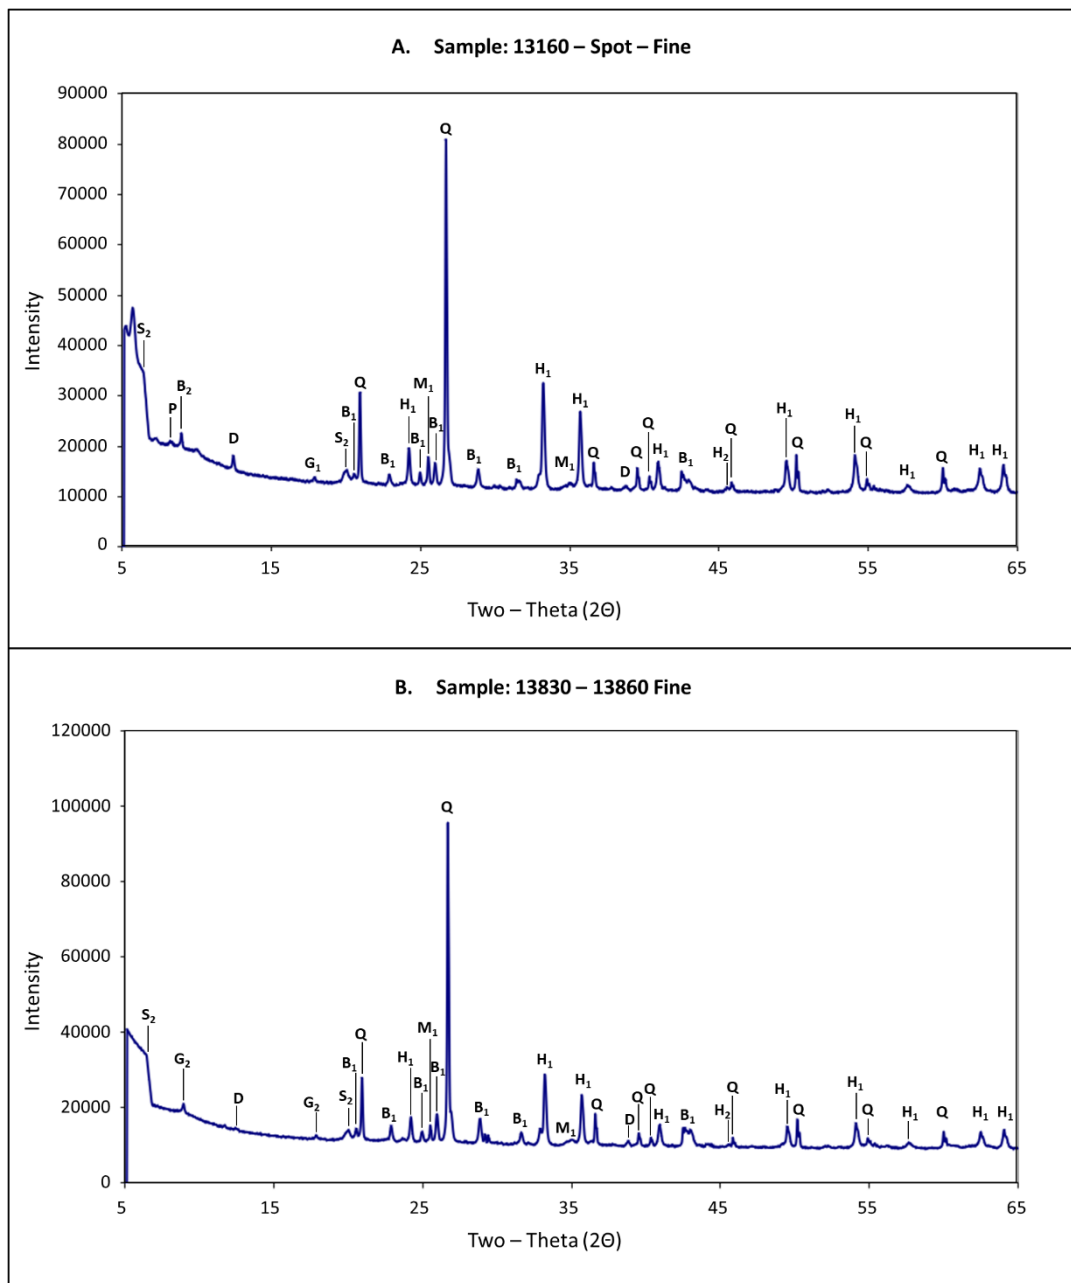 A. Sample: 13160 – Spot – Fine
90000
80000
70000
60000
50000
40000
30000
20000
10000
0
Intensity
S₂
P
B₂
D
G₁
S₂
B₁
Q
B₁
H₁
B₁
M₁
B₁
Q
B₁
B₁
H₁
M₁
H₁
Q
D
Q
Q
H₁
B₁
H₂
Q
H₁
Q
H₁
Q
H₁
Q
H₁
H₁
5 15 25 35 45 55 65
Two – Theta (2Θ)
B. Sample: 13830 – 13860 Fine
120000
100000
80000
60000
40000
20000
0
Intensity
S₂
G₂
D
G₂
S₂
B₁
Q
B₁
H₁
B₁
M₁
B₁
Q
B₁
B₁
H₁
M₁
H₁
Q
D
Q
Q
H₁
B₁
H₂
Q
H₁
Q
H₁
Q
H₁
Q
H₁
H₁
5 15 25 35 45 55 65
Two – Theta (2Θ)